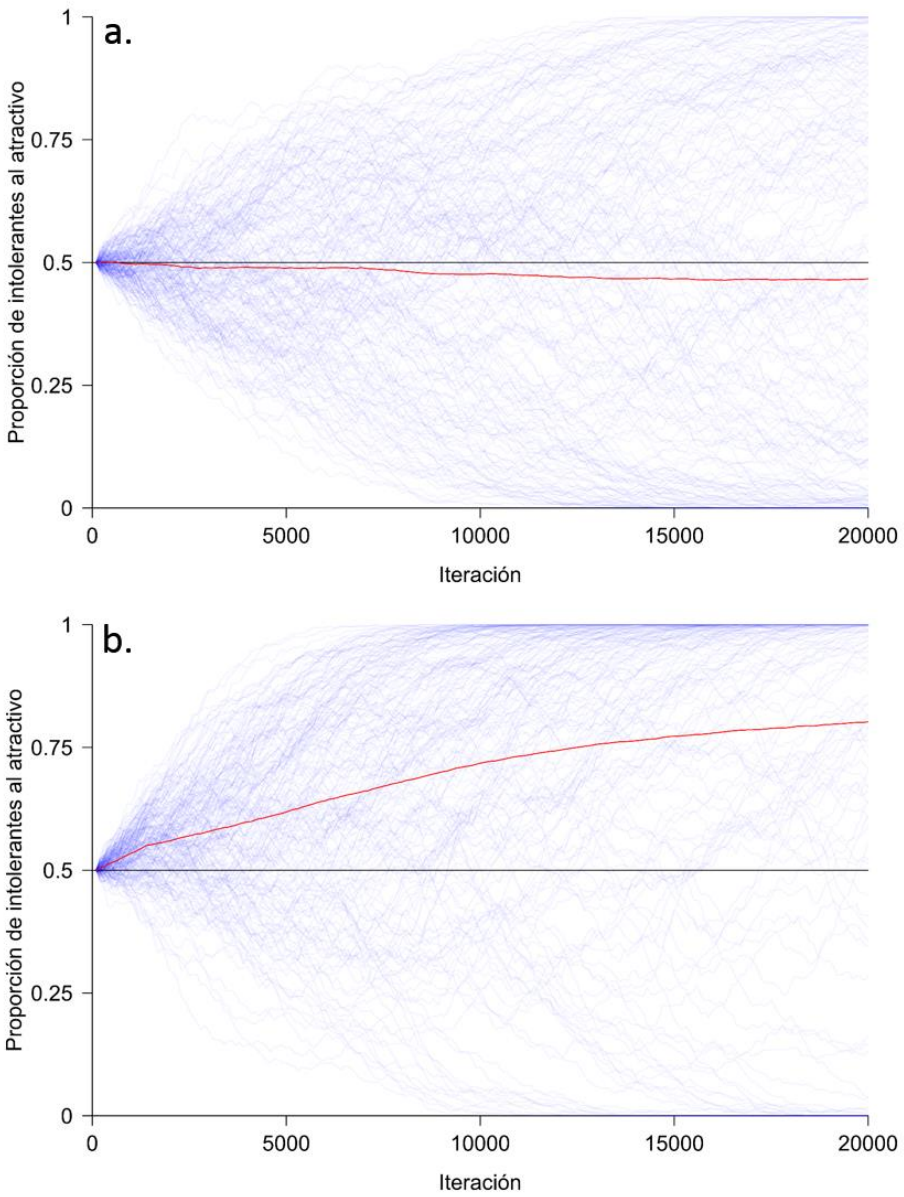 a.
Proporción de intolerantes al atractivo
1
0.75
0.5
0.25
0
0 5000 10000 15000 20000
Iteración
b.
Proporción de intolerantes al atractivo
1
0.75
0.5
0.25
0
0 5000 10000 15000 20000
Iteración